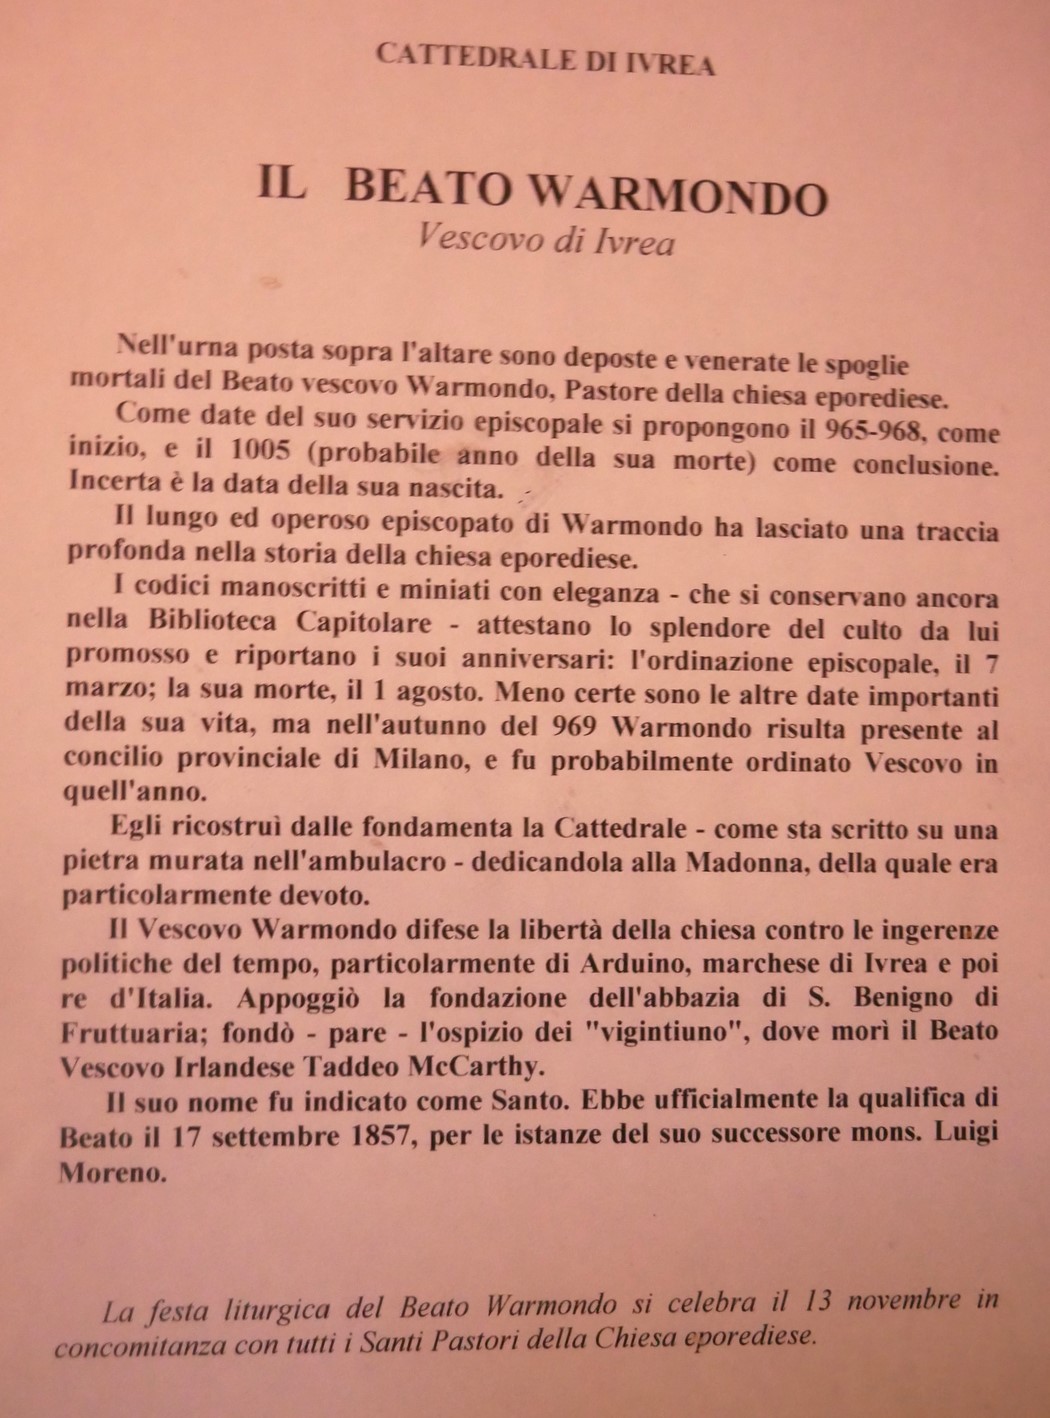 CATTEDRALE DI IVREA
IL BEATO WARMONDO
Vescovo di Ivrea
Nell'urna posta sopra l'altare sono deposte e venerate le spoglie
mortali del Beato vescovo Warmondo, Pastore della chiesa eporediese.
Come date del suo servizio episcopale si propongono il 965-968, come
inizio, e il 1005 (probabile anno della sua morte) come conclusione.
Incerta è la data della sua nascita.
Il lungo ed operoso episcopato di Warmondo ha lasciato una traccia
profonda nella storia della chiesa eporediese.
I codici manoscritti e miniati con eleganza - che si conservano ancora
nella Biblioteca Capitolare - attestano lo splendore del culto da lui
promosso e riportano i suoi anniversari: l'ordinazione episcopale, il 7
marzo; la sua morte, il 1 agosto. Meno certe sono le altre date importanti
della sua vita, ma nell'autunno del 969 Warmondo risulta presente al
concilio provinciale di Milano, e fu probabilmente ordinato Vescovo in
quell'anno.
Egli ricostruì dalle fondamenta la Cattedrale - come sta scritto su una
pietra murata nell'ambulacro - dedicandola alla Madonna, della quale era
particolarmente devoto.
Il Vescovo Warmondo difese la libertà della chiesa contro le ingerenze
politiche del tempo, particolarmente di Arduino, marchese di Ivrea e poi
re d'Italia. Appoggiò la fondazione dell'abbazia di S. Benigno di
Fruttuaria; fondò - pare - l'ospizio dei "vigintiuno", dove morì il Beato
Vescovo Irlandese Taddeo McCarthy.
Il suo nome fu indicato come Santo. Ebbe ufficialmente la qualifica di
Beato il 17 settembre 1857, per le istanze del suo successore mons. Luigi
Moreno.
La festa liturgica del Beato Warmondo si celebra il 13 novembre in
concomitanza con tutti i Santi Pastori della Chiesa eporediese.